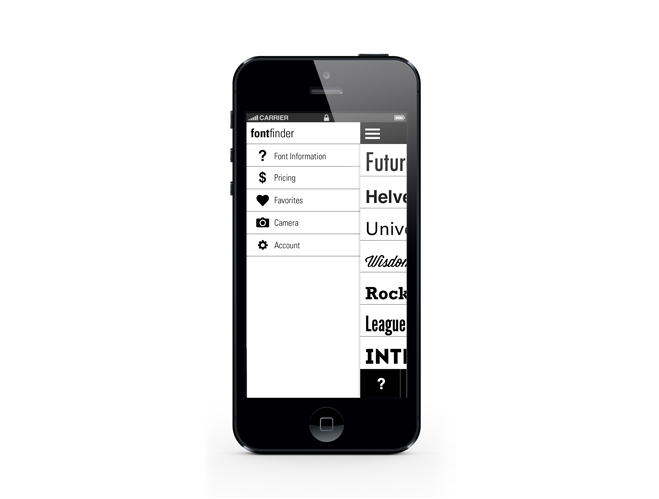 CARRIER
fontfinder
? Font Information
$ Pricing
Favorites
Camera
Account
Futur
Helve
Unive
Wisdom
Rock
League
INT
?